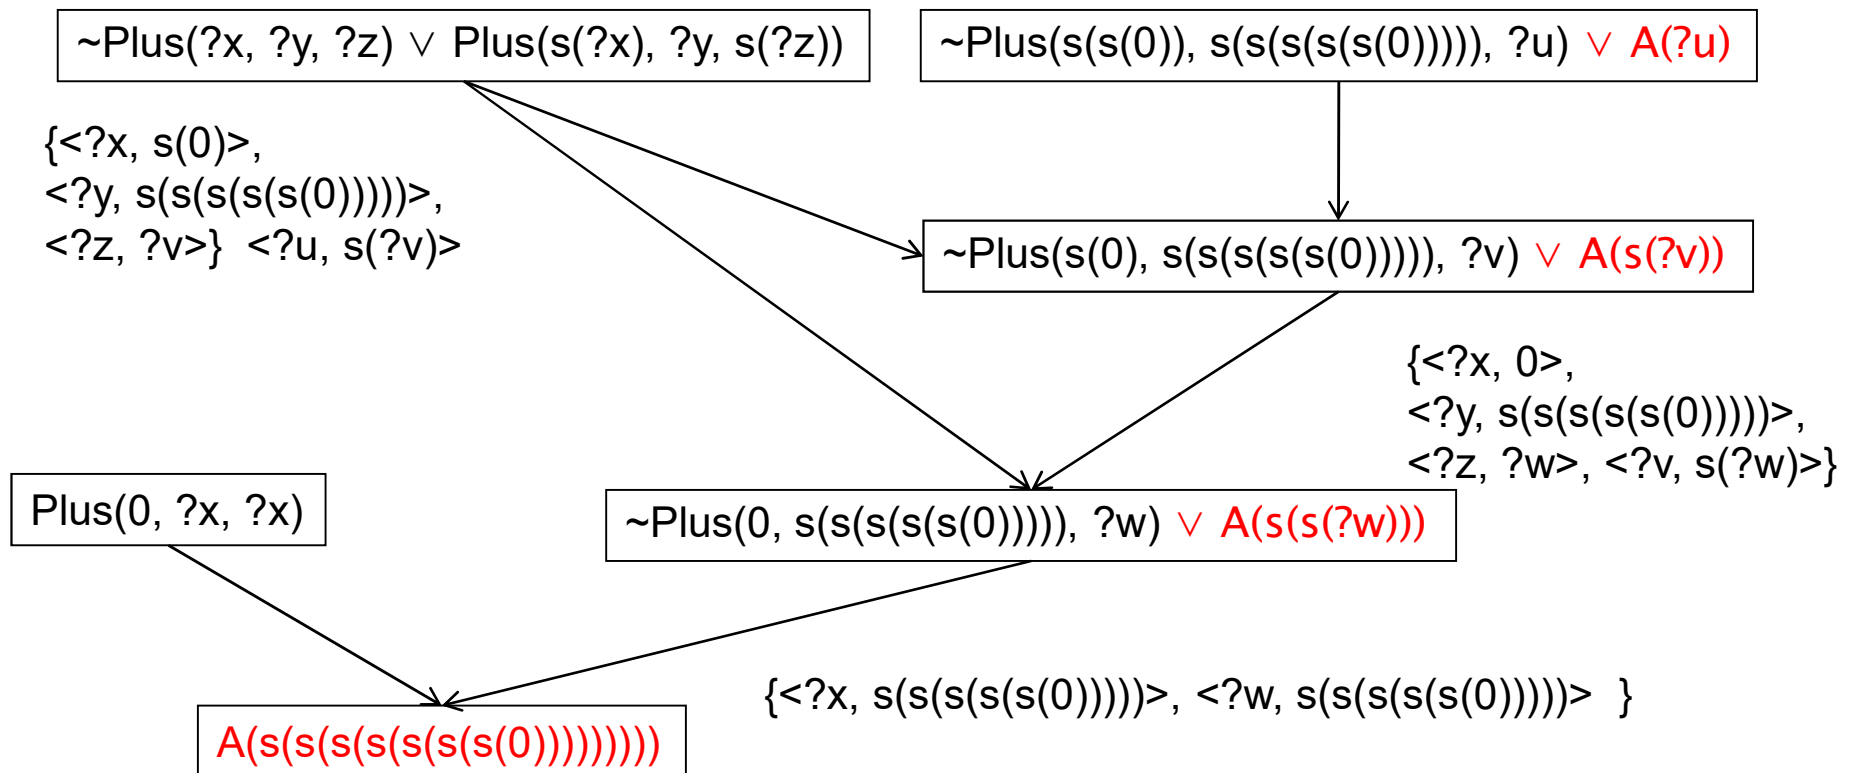 ~Plus(?x, ?y, ?z) ∨ Plus(s(?x), ?y, s(?z))
~Plus(s(s(0)), s(s(s(s(s(0))))), ?u) ∨ A(?u)
{<?x, s(0)>,
<?y, s(s(s(s(s(0)))))>,
<?z, ?v>} <?u, s(?v)>
~Plus(s(0), s(s(s(s(s(0))))), ?v) ∨ A(s(?v))
{<?x, 0>,
<?y, s(s(s(s(s(0)))))>,
<?z, ?w>, <?v, s(?w)>}
Plus(0, ?x, ?x)
~Plus(0, s(s(s(s(s(0))))), ?w) ∨ A(s(s(?w)))
{<?x, s(s(s(s(s(0)))))>, <?w, s(s(s(s(s(0)))))> }
A(s(s(s(s(s(s(s(0)))))))))